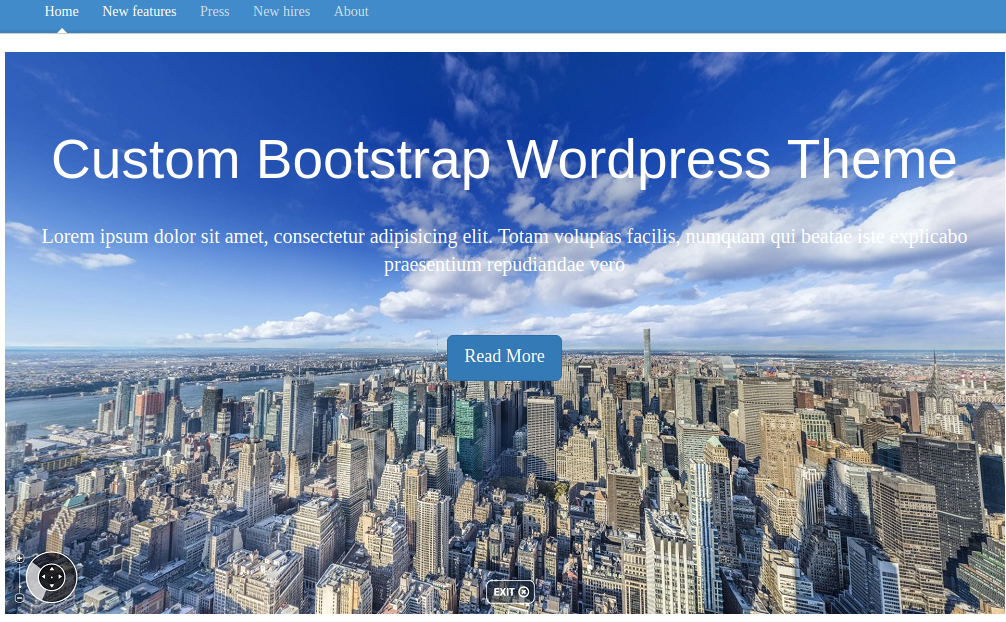 Home New features Press New hires About
Custom Bootstrap Wordpress Theme
Lorem ipsum dolor sit amet, consectetur adipisicing elit. Totam voluptas facilis, numquam qui beatae iste explicabo
praesentium repudiandae vero
Read More
EXIT